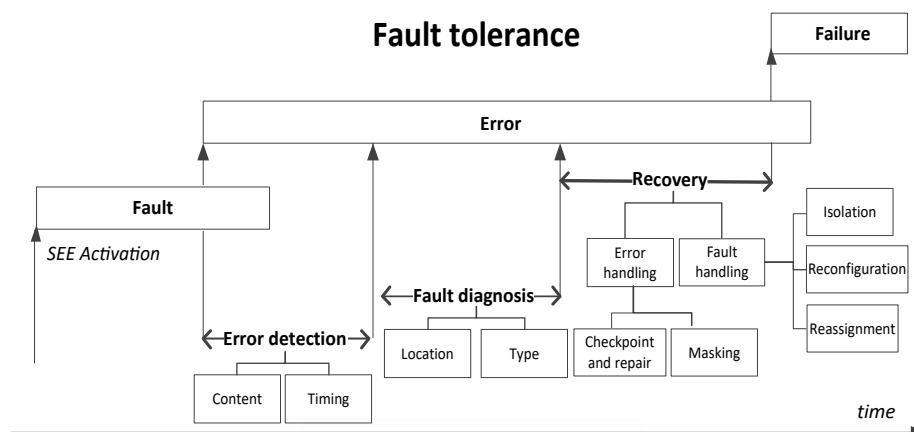 Fault tolerance
Failure
Error
Recovery
Fault
SEE Activation
Isolation
Error
handling
Fault
handling
Reconfiguration
Fault diagnosis
Reassignment
Error detection
Location
Type
Checkpoint
and repair
Masking
Content
Timing
time